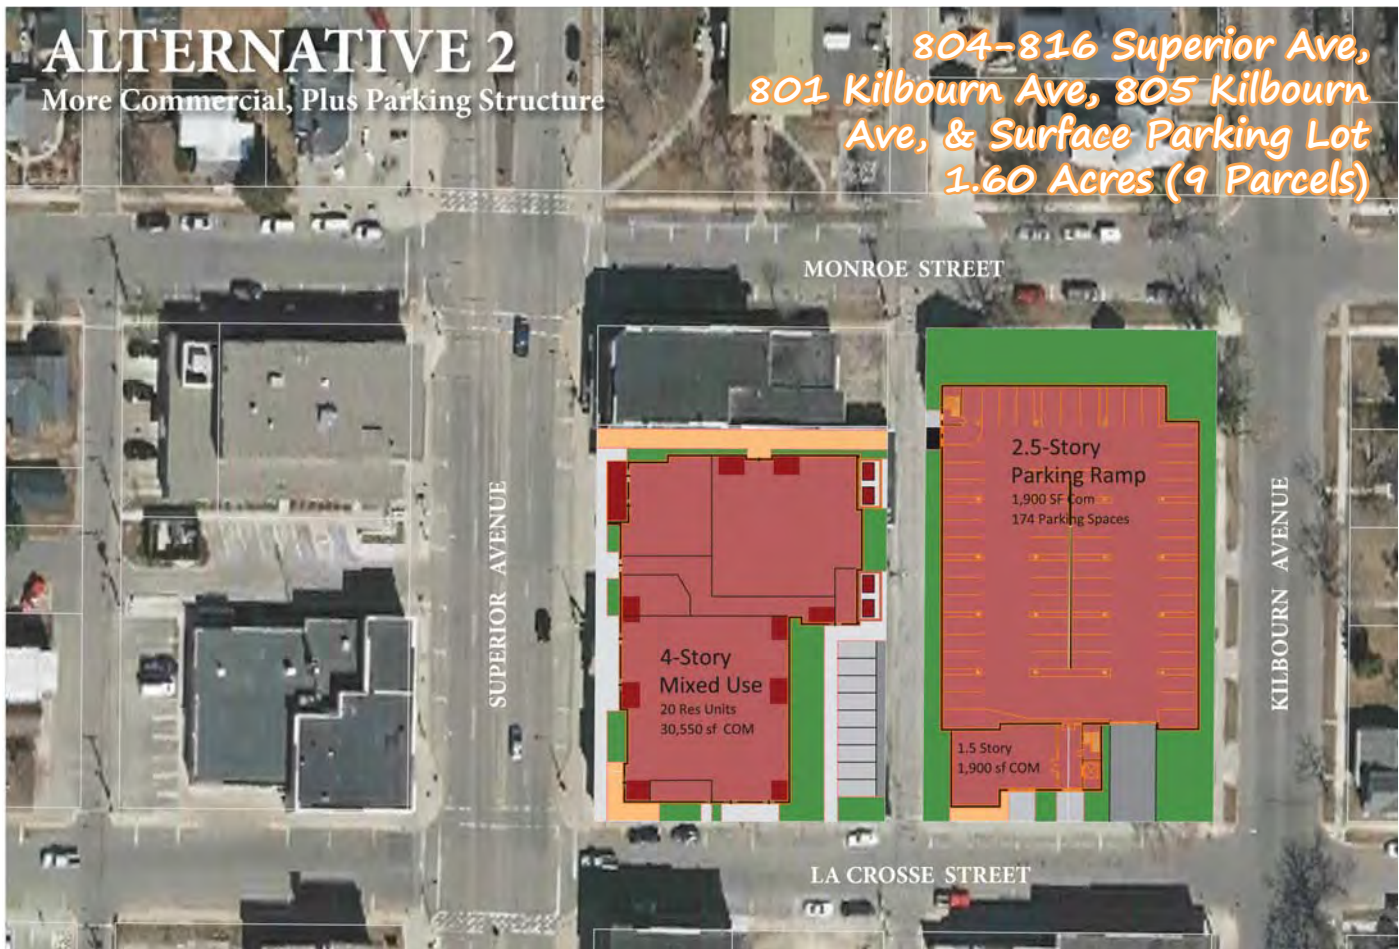 ALTERNATIVE 2
More Commercial, Plus Parking Structure
804-816 Superior Ave,
801 Kilbourn Ave, 805 Kilbourn
Ave, & Surface Parking Lot
1.60 Acres (9 Parcels)
MONROE STREET
SUPERIOR AVENUE
4-Story
Mixed Use
20 Res Units
30,550 sf COM
2.5-Story
Parking Ramp
1,900 SF Com
174 Parking Spaces
1.5 Story
1,900 sf COM
KILBOURN AVENUE
LA CROSSE STREET